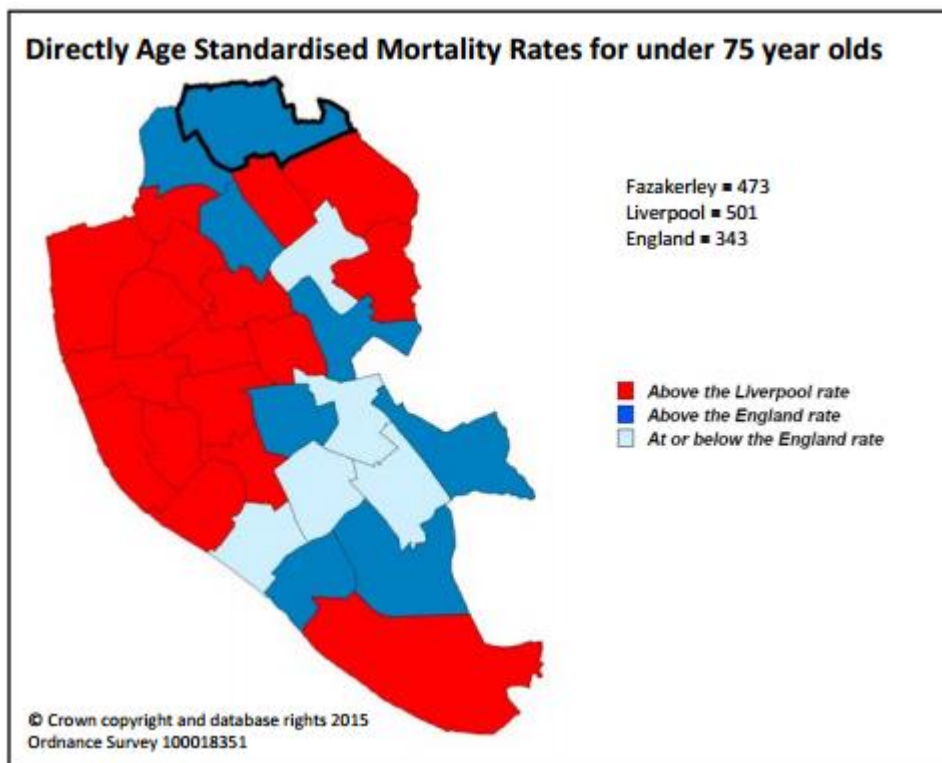 Directly Age Standardised Mortality Rates for under 75 year olds
Fazakerley = 473
Liverpool = 501
England = 343
Above the Liverpool rate
Above the England rate
At or below the England rate
© Crown copyright and database rights 2015
Ordnance Survey 100018351